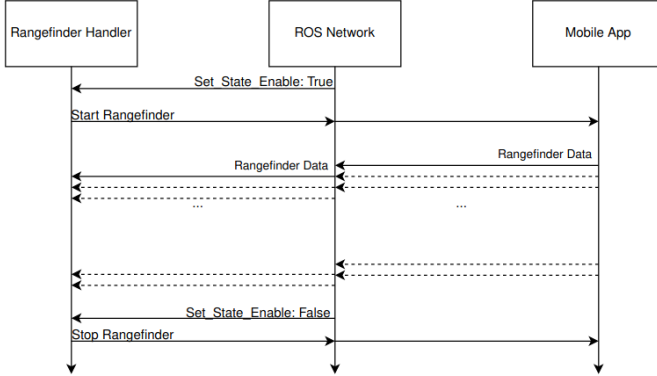 Rangefinder Handler
ROS Network
Mobile App
Set_State_Enable: True
Start Rangefinder
Rangefinder Data
Rangefinder Data
...
...
Set_State_Enable: False
Stop Rangefinder